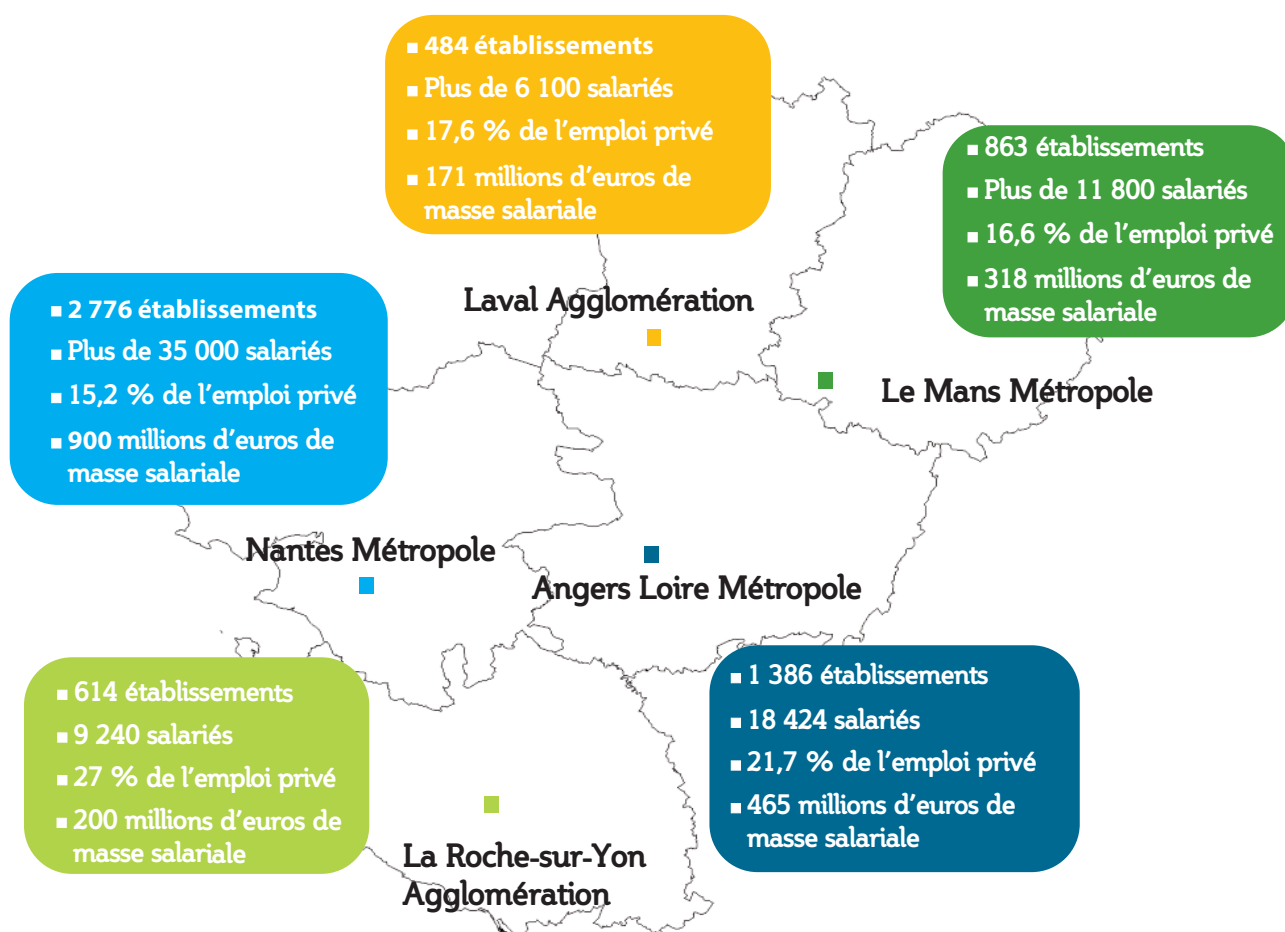 ■ 484 établissements
■ Plus de 6 100 salariés
■ 17,6 % de l’emploi privé
■ 171 millions d’euros de
masse salariale
■ 863 établissements
■ Plus de 11 800 salariés
■ 16,6 % de l’emploi privé
■ 318 millions d’euros de
masse salariale
Laval Agglomération
■ 2 776 établissements
■ Plus de 35 000 salariés
■ 15,2 % de l’emploi privé
■ 900 millions d’euros de
masse salariale
Le Mans Métropole
Nantes Métropole
Angers Loire Métropole
■ 614 établissements
■ 9 240 salariés
■ 27 % de l’emploi privé
■ 200 millions d’euros de
masse salariale
■ 1 386 établissements
■ 18 424 salariés
■ 21,7 % de l’emploi privé
■ 465 millions d’euros de
masse salariale
La Roche-sur-Yon
Agglomération